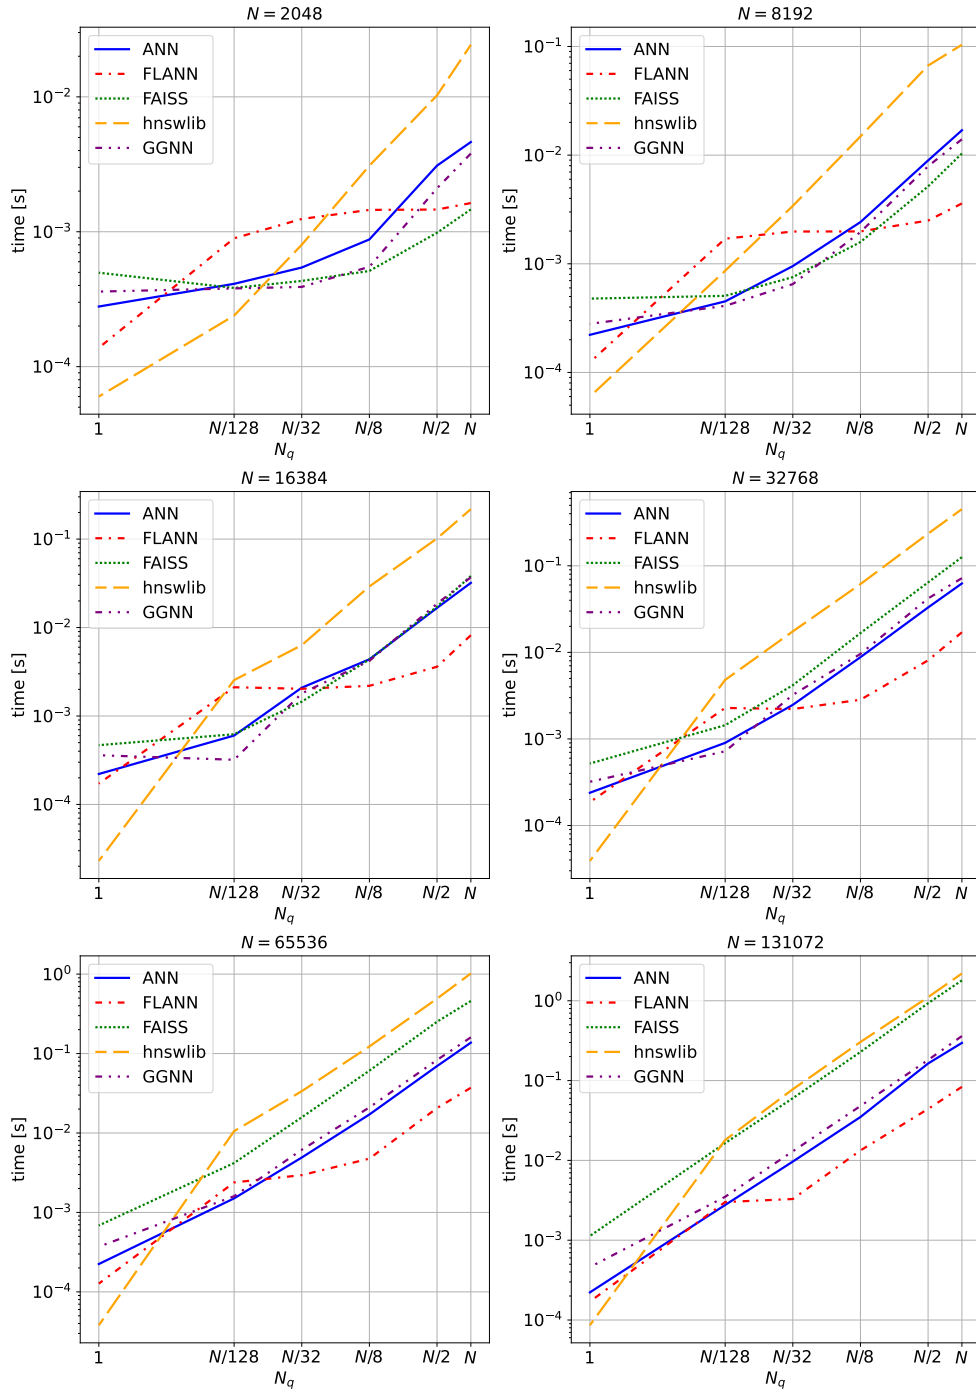 N = 2048
ANN
FLANN
FAISS
hnswlib
GGNN
10⁻²
10⁻³
10⁻⁴
time [s]
1 N/128 N/32 N/8 N/2 N
N_q
N = 8192
ANN
FLANN
FAISS
hnswlib
GGNN
10⁻¹
10⁻²
10⁻³
10⁻⁴
time [s]
1 N/128 N/32 N/8 N/2 N
N_q
N = 16384
ANN
FLANN
FAISS
hnswlib
GGNN
10⁻¹
10⁻²
10⁻³
10⁻⁴
time [s]
1 N/128 N/32 N/8 N/2 N
N_q
N = 32768
ANN
FLANN
FAISS
hnswlib
GGNN
10⁻¹
10⁻²
10⁻³
10⁻⁴
time [s]
1 N/128 N/32 N/8 N/2 N
N_q
N = 65536
ANN
FLANN
FAISS
hnswlib
GGNN
10⁰
10⁻¹
10⁻²
10⁻³
10⁻⁴
time [s]
1 N/128 N/32 N/8 N/2 N
N_q
N = 131072
ANN
FLANN
FAISS
hnswlib
GGNN
10⁰
10⁻¹
10⁻²
10⁻³
10⁻⁴
time [s]
1 N/128 N/32 N/8 N/2 N
N_q